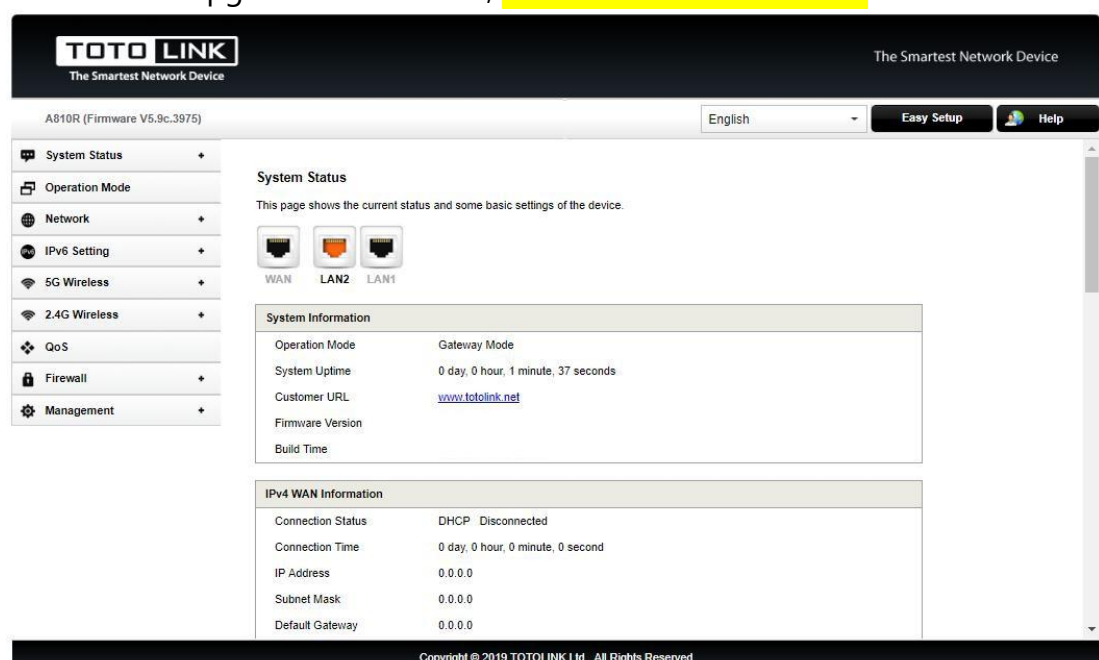 TOTO LINK
The Smartest Network Device
The Smartest Network Device
A810R (Firmware V5.9c.3975)
English
Easy Setup
Help
System Status +
Operation Mode
Network +
IPv6 Setting +
5G Wireless +
2.4G Wireless +
QoS
Firewall +
Management +
System Status
This page shows the current status and some basic settings of the device.
WAN LAN2 LAN1
System Information
Operation Mode Gateway Mode
System Uptime 0 day, 0 hour, 1 minute, 37 seconds
Customer URL www.totolink.net
Firmware Version
Build Time
IPv4 WAN Information
Connection Status DHCP Disconnected
Connection Time 0 day, 0 hour, 0 minute, 0 second
IP Address 0.0.0.0
Subnet Mask 0.0.0.0
Default Gateway 0.0.0.0
Copyright © 2019 TOTOLINK Ltd., All Rights Reserved